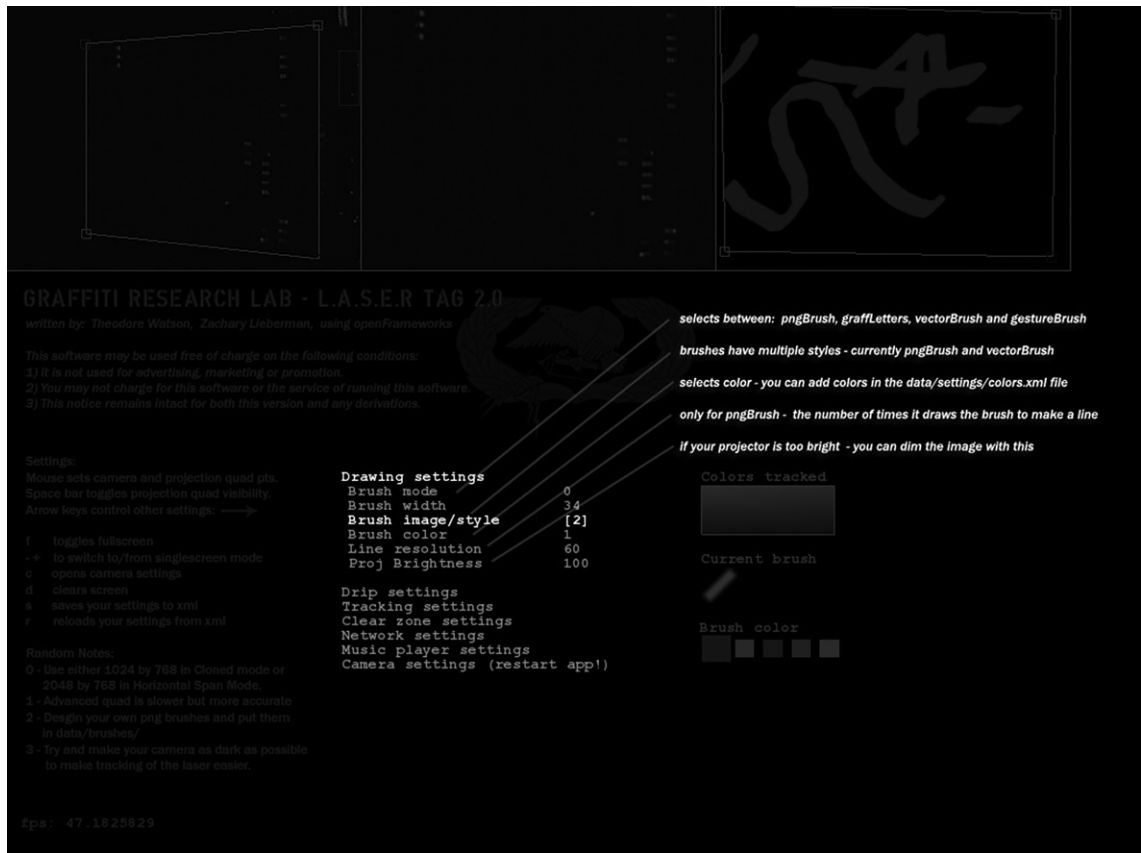 GRAFFITI RESEARCH LAB - L.A.S.E.R TAG 2.0
written by: Theodore Watson, Zachary Lieberman, using openFrameworks
This software may be used free of charge on the following conditions:
1) It is not used for advertising, marketing or promotion.
2) You may not charge for this software or the service of running this software.
3) This notice remains intact for both this version and any derivations.
selects between: pngBrush, graffLetters, vectorBrush and gestureBrush
brushes have multiple styles - currently pngBrush and vectorBrush
selects color - you can add colors in the data/settings/colors.xml file
only for pngBrush - the number of times it draws the brush to make a line
if your projector is too bright - you can dim the image with this
Settings:
Mouse sets camera and projection quad pts.
Space bar toggles projection quad visibility.
Arrow keys control other settings:
f toggles fullscreen
- + to switch to/from singlescreen mode
c opens camera settings
d clears screen
s saves your settings to xml
r reloads your settings from xml
Random Notes:
0 - Use either 1024 by 768 in Cloned mode or
2048 by 768 in Horizontal Span Mode.
1 - Advanced quad is slower but more accurate
2 - Desgin your own png brushes and put them
in data/brushes/
3 - Try and make your camera as dark as possible
to make tracking of the laser easier.
fps: 47.1825829
Drawing settings
Brush mode 0
Brush width 34
Brush image/style [2]
Brush color 1
Line resolution 60
Proj Brightness 100
Drip settings
Tracking settings
Clear zone settings
Network settings
Music player settings
Camera settings (restart app!)
Colors tracked
Current brush
Brush color